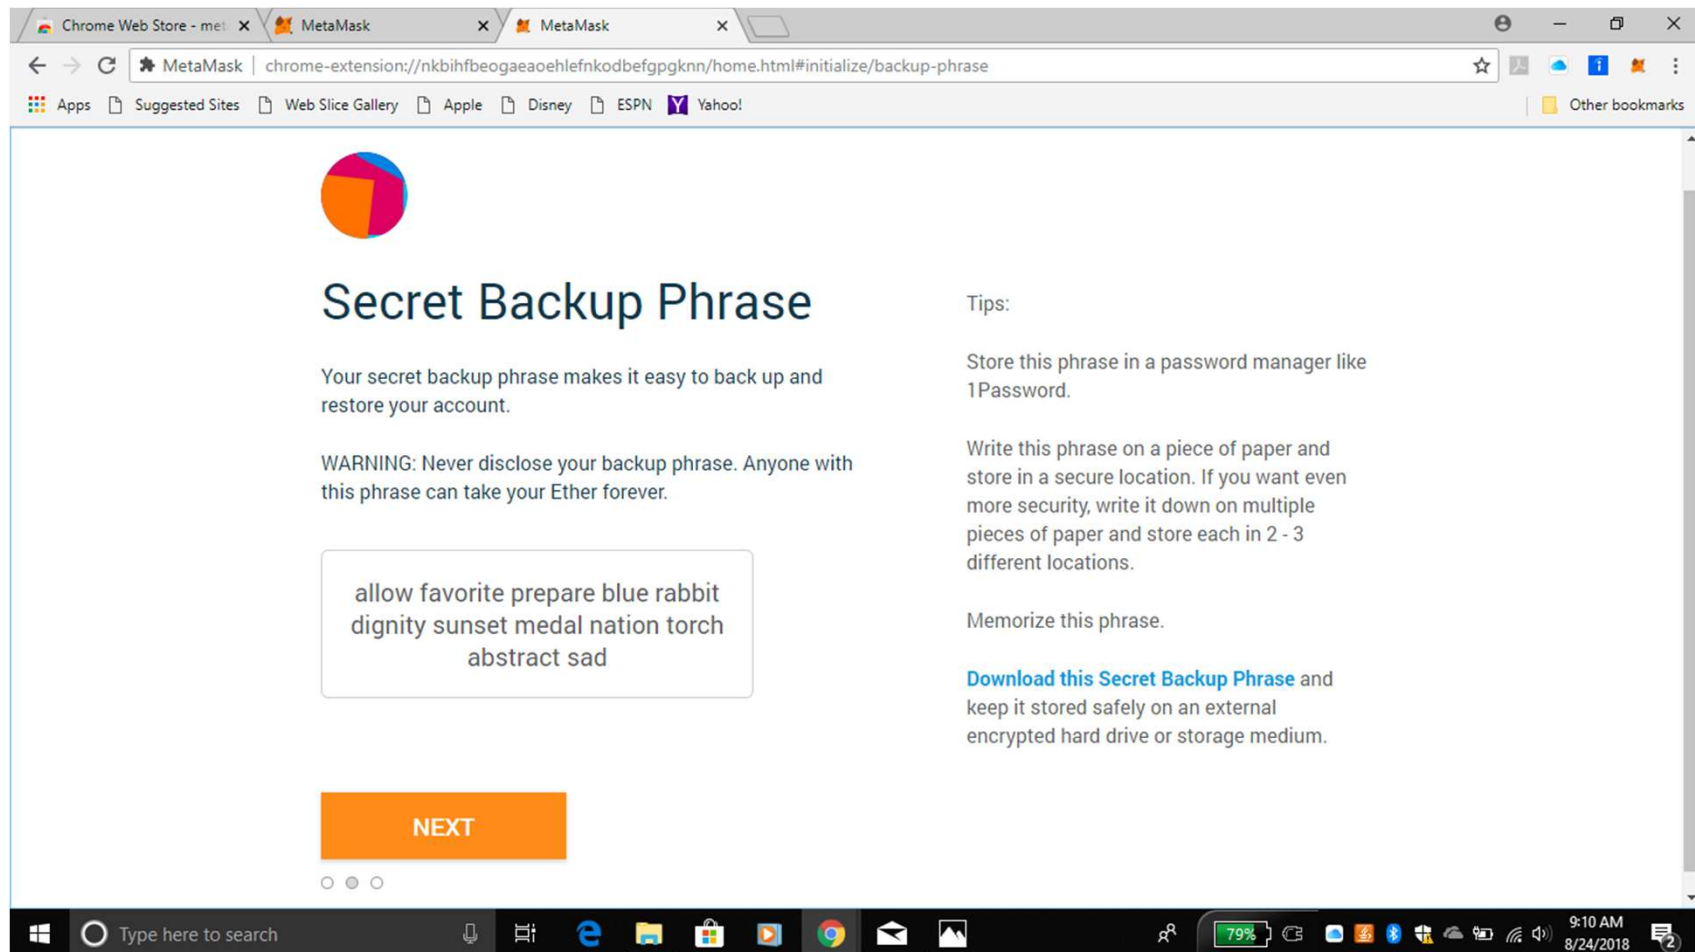 Chrome Web Store - met
MetaMask
MetaMask
MetaMask | chrome-extension://nkbihfbeogaeaoehlefnkodbefgpgknn/home.html#initialize/backup-phrase
Apps Suggested Sites Web Slice Gallery Apple Disney ESPN Yahoo! Other bookmarks
Secret Backup Phrase
Your secret backup phrase makes it easy to back up and
restore your account.
WARNING: Never disclose your backup phrase. Anyone with
this phrase can take your Ether forever.
allow favorite prepare blue rabbit
dignity sunset medal nation torch
abstract sad
NEXT
Tips:
Store this phrase in a password manager like
1Password.
Write this phrase on a piece of paper and
store in a secure location. If you want even
more security, write it down on multiple
pieces of paper and store each in 2 - 3
different locations.
Memorize this phrase.
Download this Secret Backup Phrase and
keep it stored safely on an external
encrypted hard drive or storage medium.
Type here to search
79%
9:10 AM
8/24/2018
2